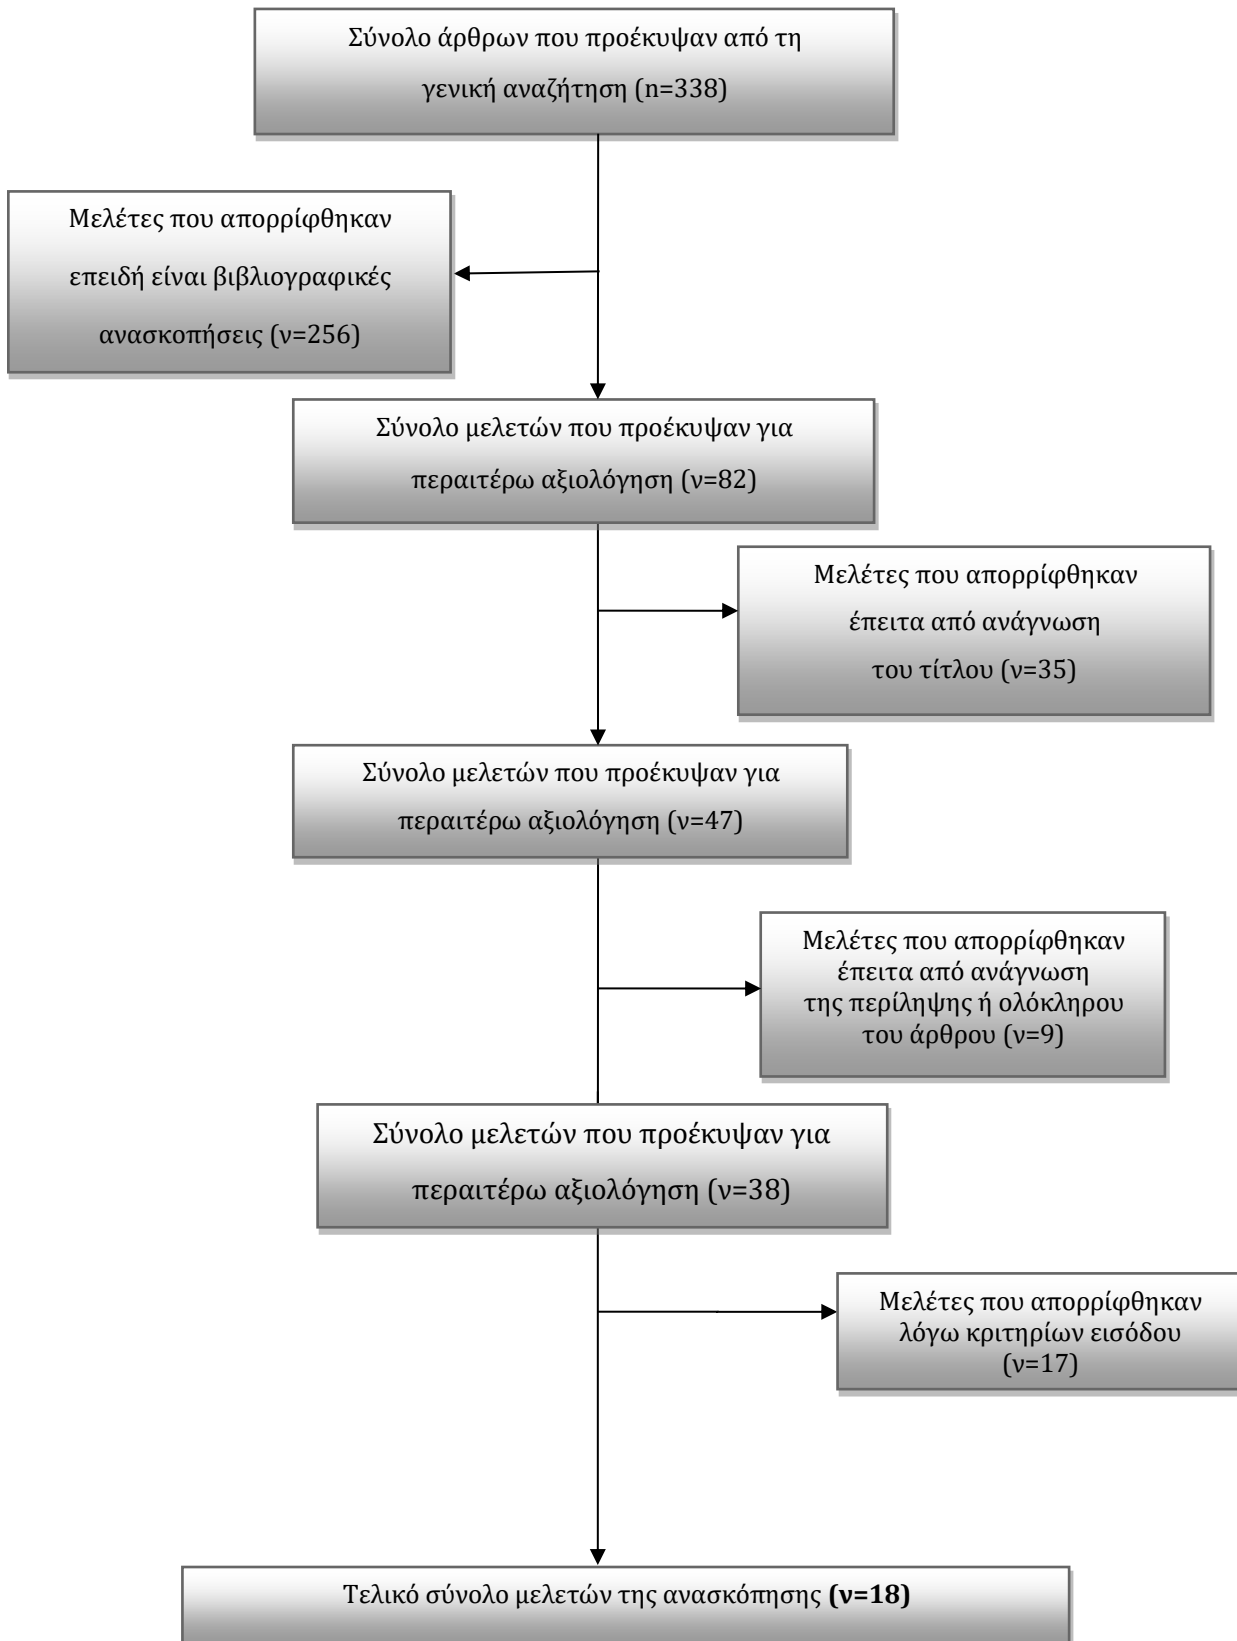 Σύνολο άρθρων που προέκυψαν από τη
γενική αναζήτηση (n=338)
Μελέτες που απορρίφθηκαν
επειδή είναι βιβλιογραφικές
ανασκοπήσεις (ν=256)
Σύνολο μελετών που προέκυψαν για
περαιτέρω αξιολόγηση (ν=82)
Μελέτες που απορρίφθηκαν
έπειτα από ανάγνωση
του τίτλου (ν=35)
Σύνολο μελετών που προέκυψαν για
περαιτέρω αξιολόγηση (ν=47)
Μελέτες που απορρίφθηκαν
έπειτα από ανάγνωση
της περίληψης ή ολόκληρου
του άρθρου (ν=9)
Σύνολο μελετών που προέκυψαν για
περαιτέρω αξιολόγηση (ν=38)
Μελέτες που απορρίφθηκαν
λόγω κριτηρίων εισόδου
(ν=17)
Τελικό σύνολο μελετών της ανασκόπησης (ν=18)